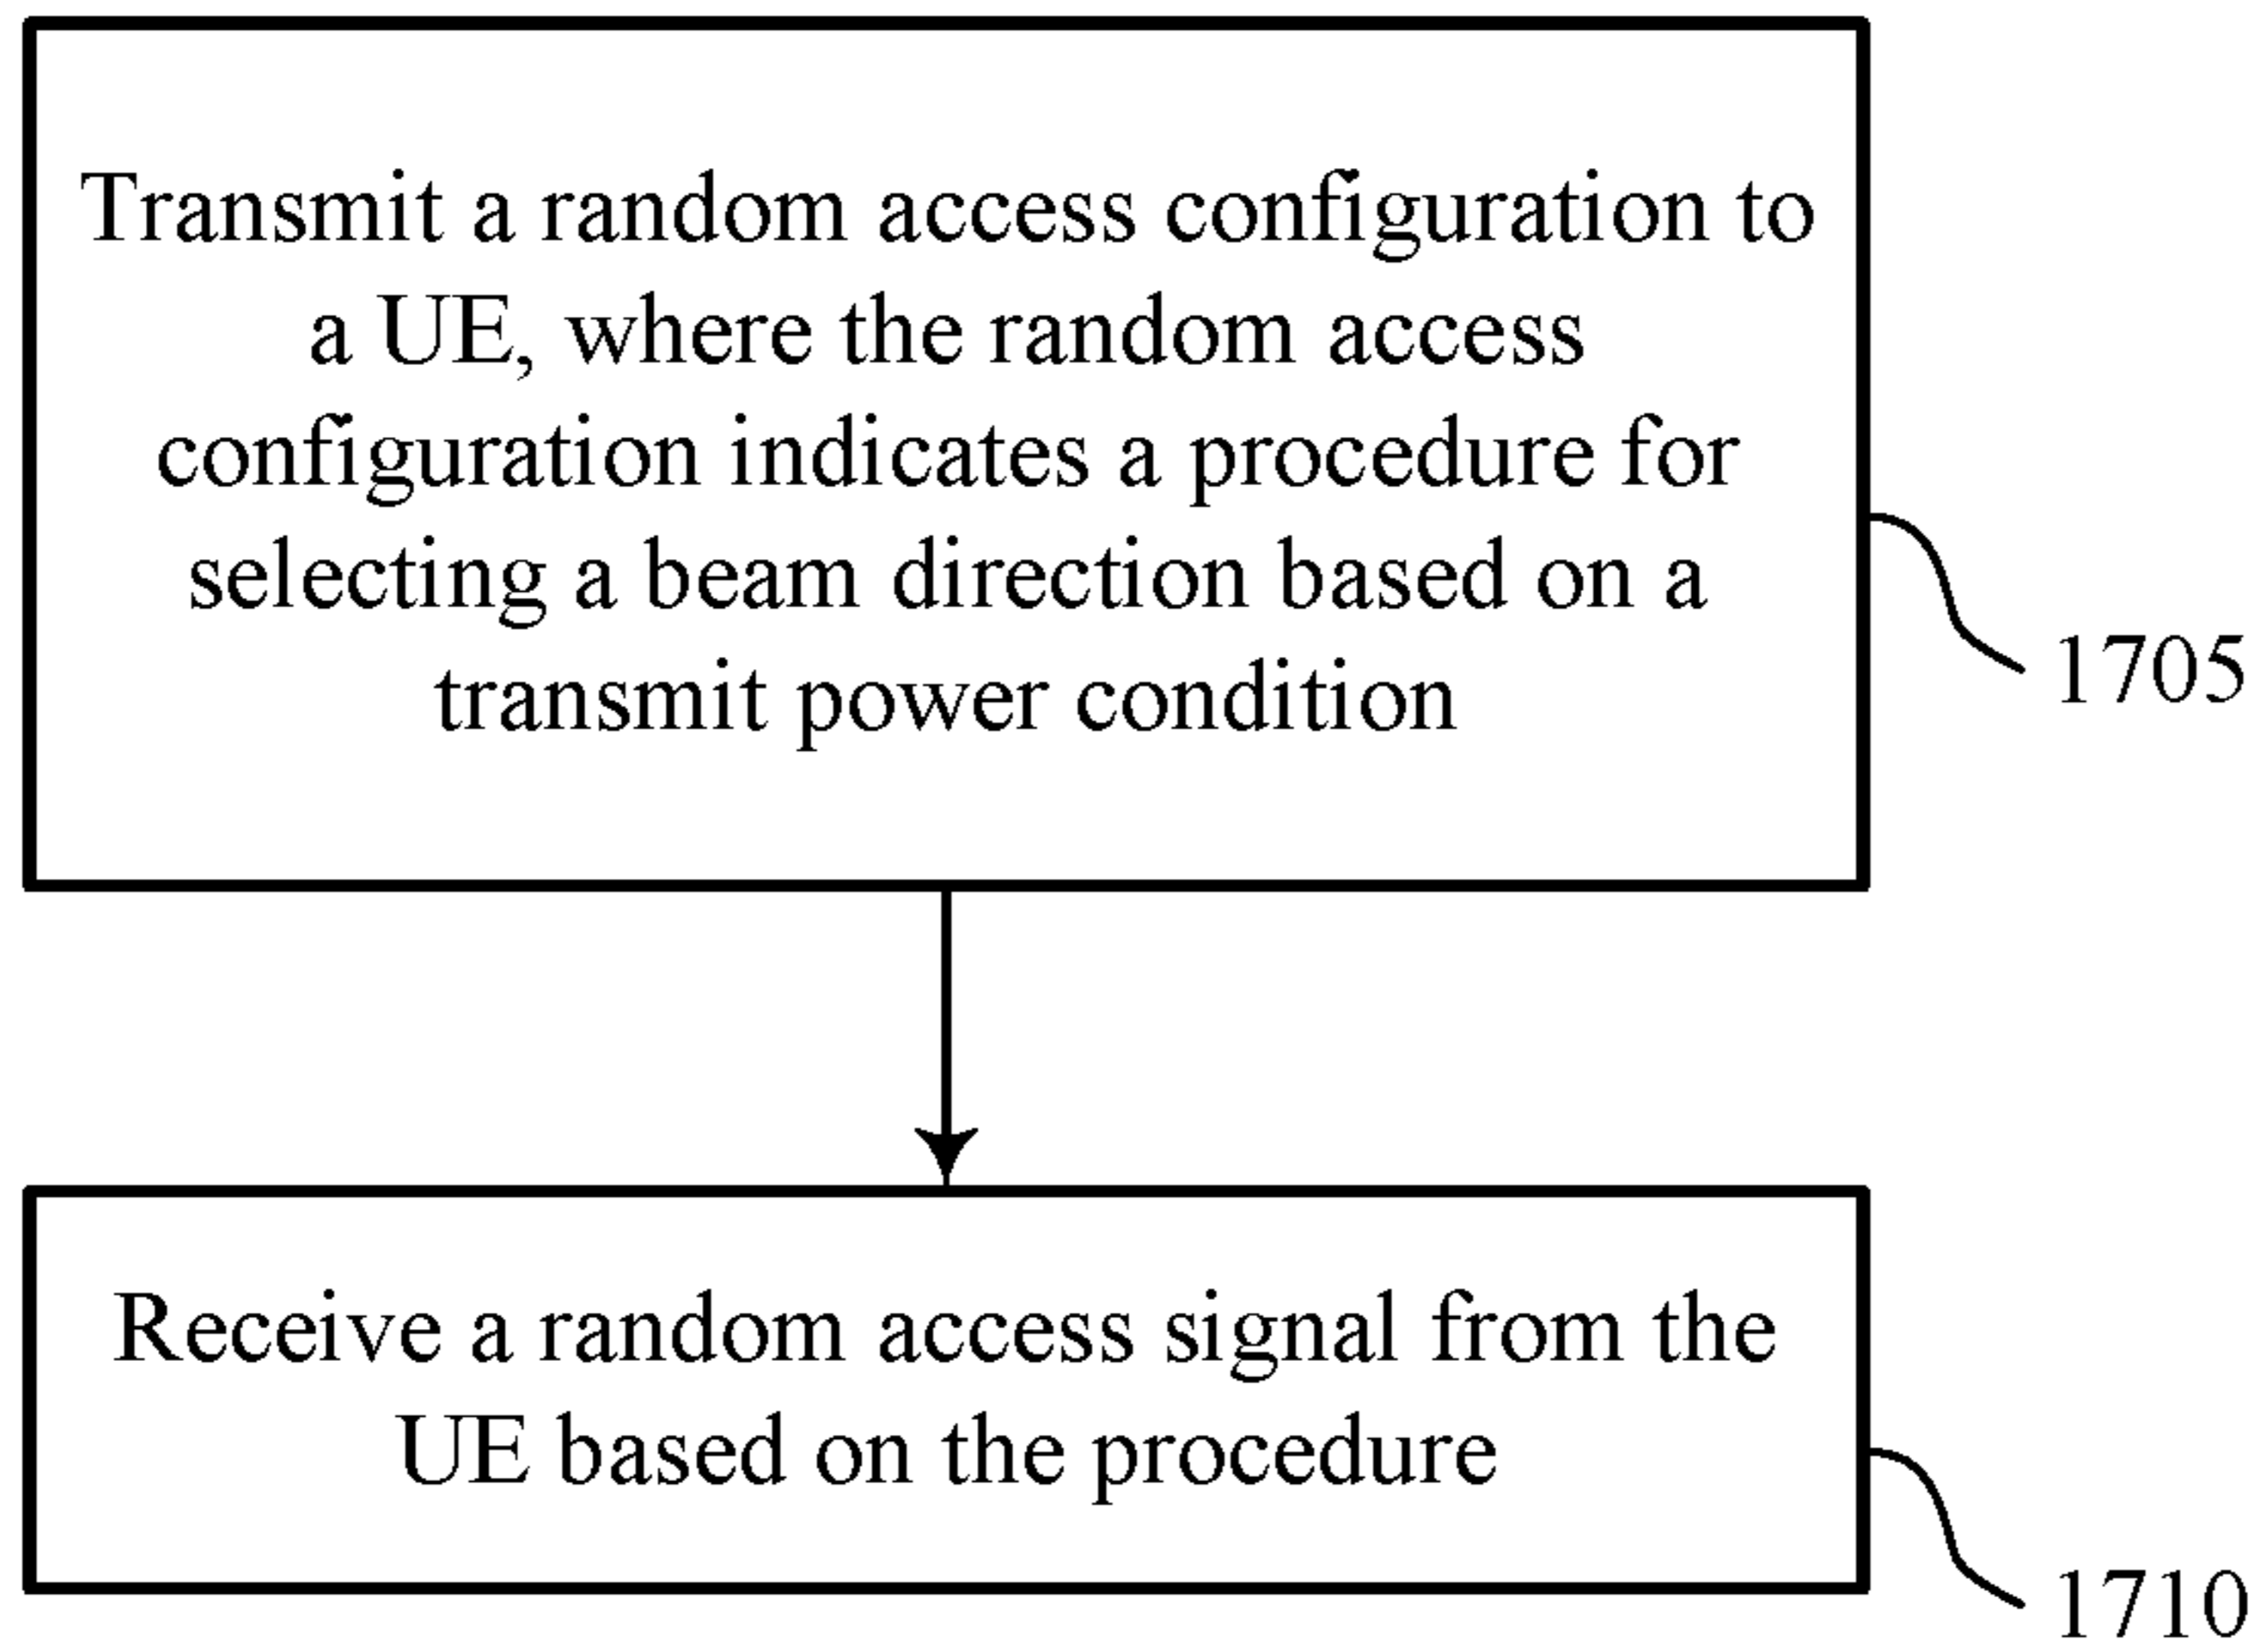 Transmit a random access configuration to
a UE, where the random access
configuration indicates a procedure for
selecting a beam direction based on a
transmit power condition
1705
Receive a random access signal from the
UE based on the procedure
1710